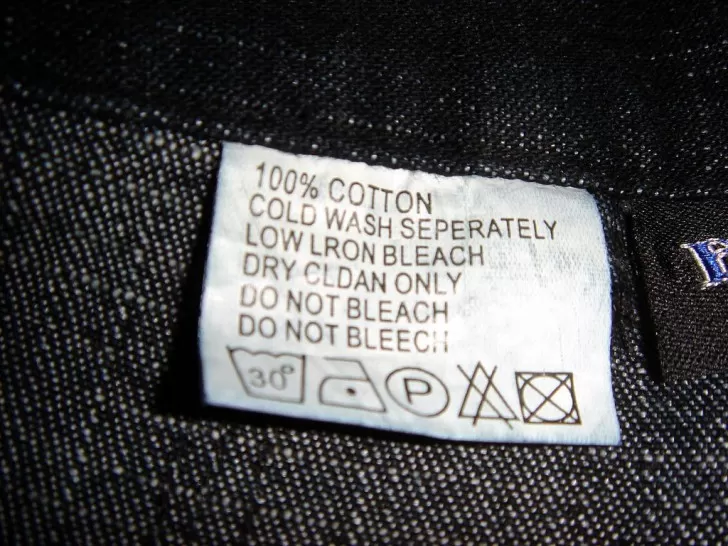 100% COTTON
COLD WASH SEPERATELY
LOW LRON BLEACH
DRY CLDAN ONLY
DO NOT BLEACH
DO NOT BLEECH
30° P